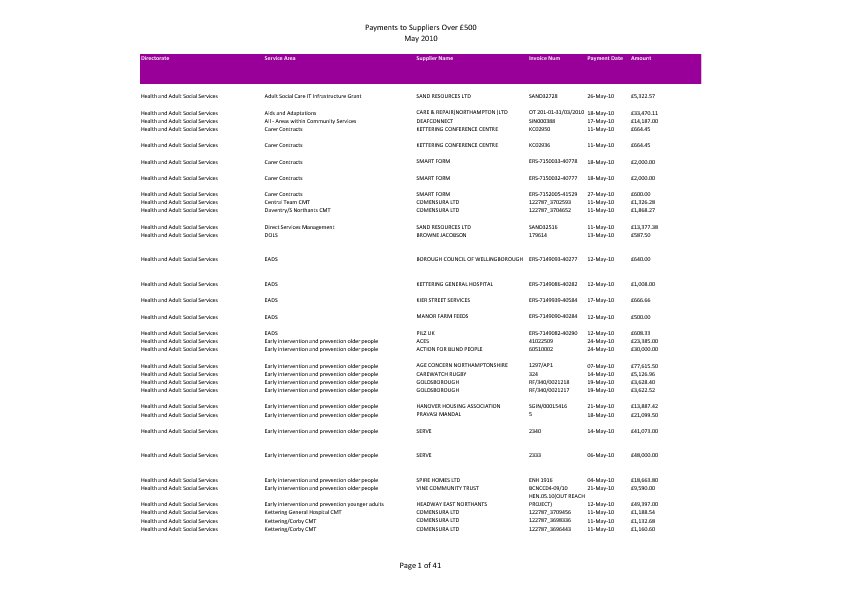 Payments to Suppliers Over £500
May 2010
Directorate Service Area Supplier Name Invoice Num Payment Date Amount
Health and Adult Social Services Adult Social Care IT Infrastructure Grant SAND RESOURCES LTD SAND32728 26-May-10 £5,322.57
Health and Adult Social Services Aids and Adaptations CARE & REPAIR(NORTHAMPTON )LTD OT 201-01-31/03/2010 18-May-10 £33,470.11
Health and Adult Social Services All - Areas within Community Services DEAFCONNECT SIN000388 17-May-10 £14,187.00
Health and Adult Social Services Carer Contracts KETTERING CONFERENCE CENTRE KC02950 11-May-10 £664.45
Health and Adult Social Services Carer Contracts KETTERING CONFERENCE CENTRE KC02936 11-May-10 £664.45
Health and Adult Social Services Carer Contracts SMART FORM ERS-7150033-40778 18-May-10 £2,000.00
Health and Adult Social Services Carer Contracts SMART FORM ERS-7150032-40777 18-May-10 £2,000.00
Health and Adult Social Services Carer Contracts SMART FORM ERS-7152005-41529 27-May-10 £600.00
Health and Adult Social Services Central Team CMT COMENSURA LTD 122787_3702593 11-May-10 £1,326.28
Health and Adult Social Services Daventry/S Northants CMT COMENSURA LTD 122787_3704652 11-May-10 £1,868.27
Health and Adult Social Services Direct Services Management SAND RESOURCES LTD SAND32516 11-May-10 £13,377.38
Health and Adult Social Services DOLS BROWNE JACOBSON 179614 13-May-10 £587.50
Health and Adult Social Services EADS BOROUGH COUNCIL OF WELLINGBOROUGH ERS-7149093-40277 12-May-10 £640.00
Health and Adult Social Services EADS KETTERING GENERAL HOSPITAL ERS-7149086-40282 12-May-10 £1,008.00
Health and Adult Social Services EADS KIER STREET SERVICES ERS-7149939-40584 17-May-10 £666.66
Health and Adult Social Services EADS MANOR FARM FEEDS ERS-7149090-40284 12-May-10 £500.00
Health and Adult Social Services EADS PILZ UK ERS-7149082-40290 12-May-10 £608.33
Health and Adult Social Services Early intervention and prevention older people ACES 41022509 24-May-10 £23,385.00
Health and Adult Social Services Early intervention and prevention older people ACTION FOR BLIND PEOPLE 60510002 24-May-10 £30,000.00
Health and Adult Social Services Early intervention and prevention older people AGE CONCERN NORTHAMPTONSHIRE 1297/AP1 07-May-10 £77,615.50
Health and Adult Social Services Early intervention and prevention older people CAREWATCH RUGBY 324 14-May-10 £5,126.96
Health and Adult Social Services Early intervention and prevention older people GOLDSBOROUGH RF/340/0021218 19-May-10 £3,628.40
Health and Adult Social Services Early intervention and prevention older people GOLDSBOROUGH RF/340/0021217 19-May-10 £3,622.52
Health and Adult Social Services Early intervention and prevention older people HANOVER HOUSING ASSOCIATION SGIN/00015416 21-May-10 £13,887.42
Health and Adult Social Services Early intervention and prevention older people PRAVASI MANDAL 5 18-May-10 £21,099.50
Health and Adult Social Services Early intervention and prevention older people SERVE 2340 14-May-10 £41,073.00
Health and Adult Social Services Early intervention and prevention older people SERVE 2333 06-May-10 £48,000.00
Health and Adult Social Services Early intervention and prevention older people SPIRE HOMES LTD ENH 1916 04-May-10 £18,663.80
Health and Adult Social Services Early intervention and prevention older people VINE COMMUNITY TRUST BCNCC04-09/10 21-May-10 £9,590.00
HEN.05.10(OUT REACH
Health and Adult Social Services Early intervention and prevention younger adults HEADWAY EAST NORTHANTS PROJECT) 12-May-10 £49,397.00
Health and Adult Social Services Kettering General Hospital CMT COMENSURA LTD 122787_3709456 11-May-10 £1,188.54
Health and Adult Social Services Kettering/Corby CMT COMENSURA LTD 122787_3698336 11-May-10 £1,132.68
Health and Adult Social Services Kettering/Corby CMT COMENSURA LTD 122787_3696443 11-May-10 £1,160.60
Page 1 of 41